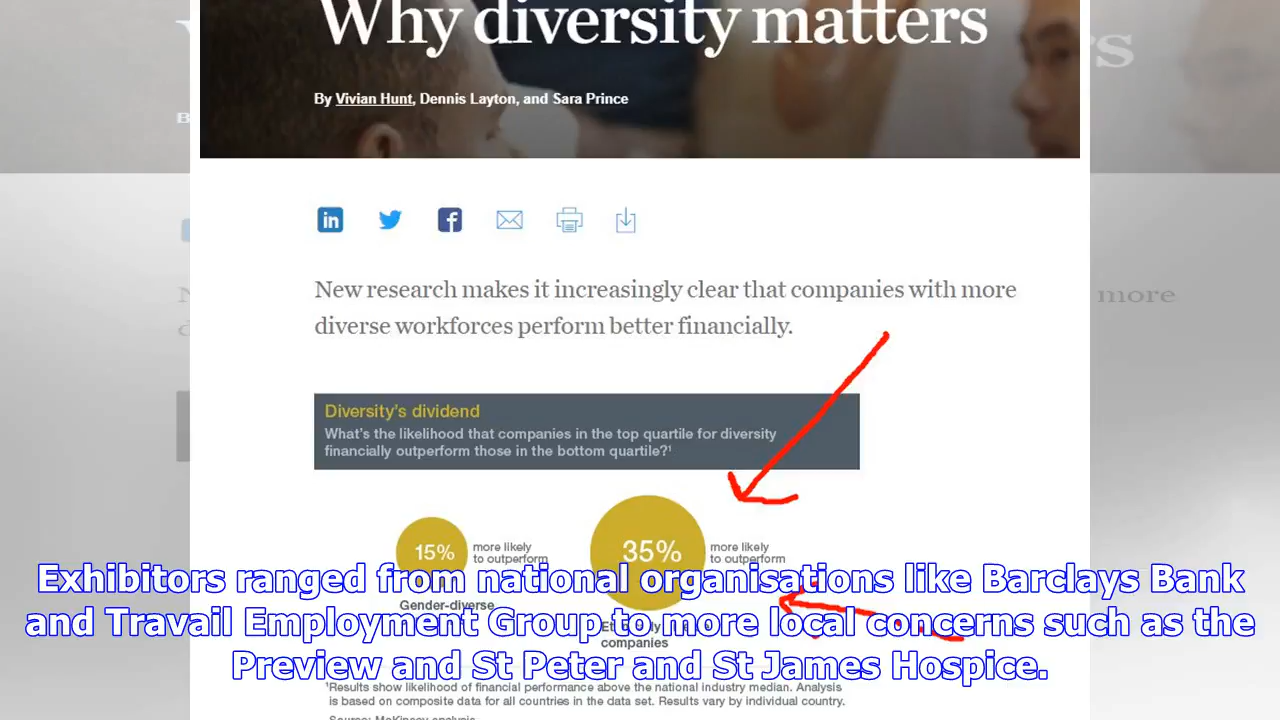 Why diversity matters
By Vivian Hunt, Dennis Layton, and Sara Prince
New research makes it increasingly clear that companies with more
diverse workforces perform better financially.
Diversity's dividend
What's the likelihood that companies in the top quartile for diversity
financially outperform those in the bottom quartile?¹
15% more likely
to outperform
35% more likely
to outperform
Gender-diverse
companies
Exhibitors ranged from national organisations like Barclays Bank
and Travail Employment Group to more local concerns such as the
Preview and St Peter and St James Hospice.
¹Results show likelihood of financial performance above the national industry median. Analysis
is based on composite data for all countries in the data set. Results vary by individual country.
Source: McKinsey analysis